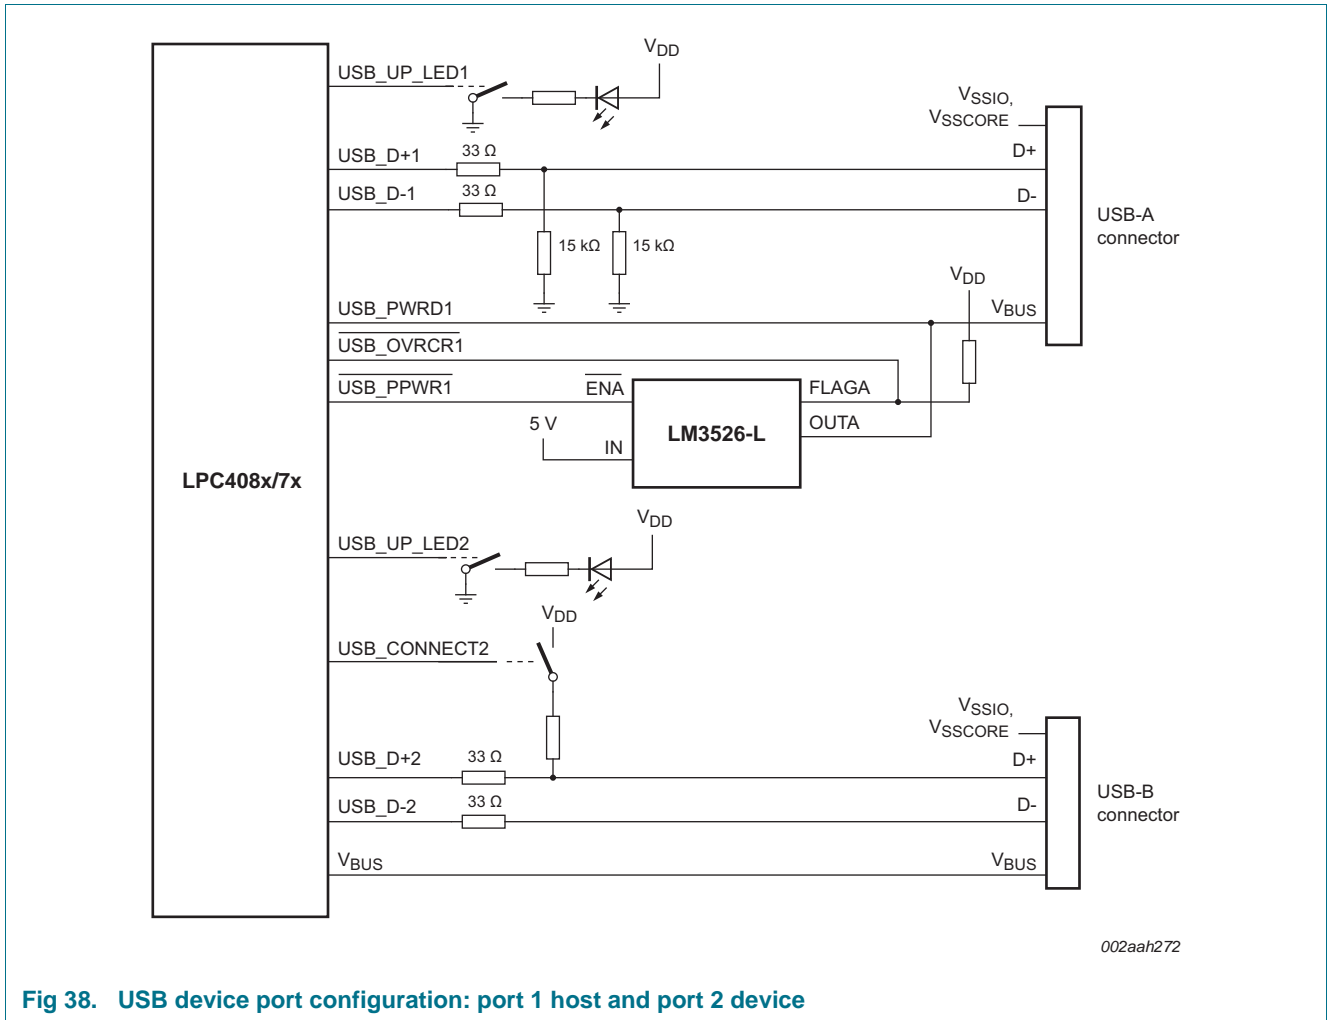 USB_UP_LED1
VDD
VSSIO,
VSSCORE
USB_D+1
33 Ω
D+
USB_D-1
33 Ω
D-
USB-A
connector
15 kΩ
15 kΩ
VDD
USB_PWRD1
VBUS
USB_OVRCR1
USB_PPWR1
ENA
FLAGA
5 V
IN
LM3526-L
OUTA
LPC408x/7x
VDD
USB_UP_LED2
VDD
USB_CONNECT2
VSSIO,
VSSCORE
USB_D+2
33 Ω
D+
USB_D-2
33 Ω
D-
USB-B
connector
VBUS
VBUS
002aah272
Fig 38. USB device port configuration: port 1 host and port 2 device